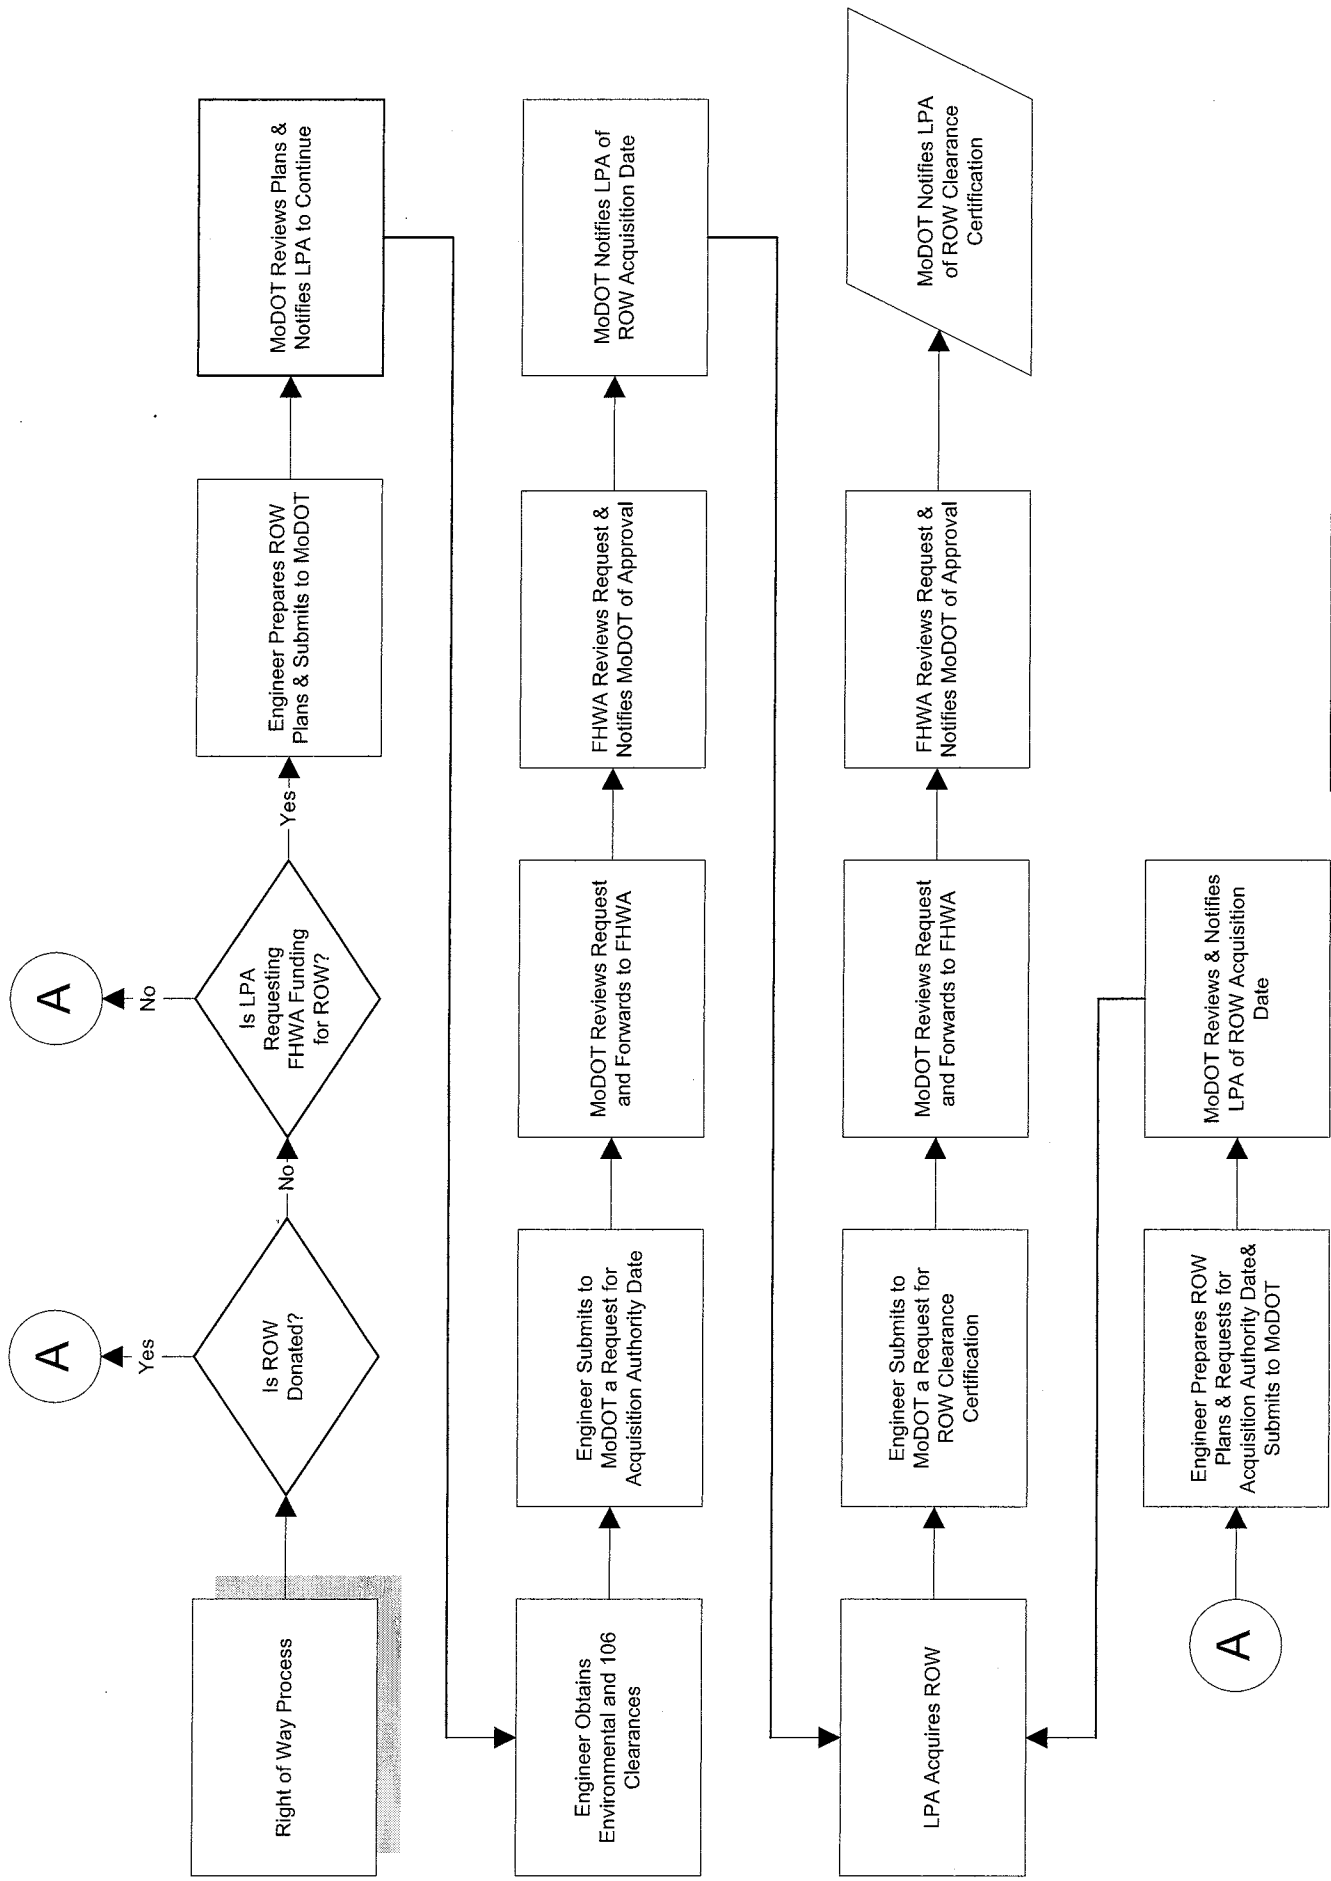 Right of Way Process
Is ROW
Donated?
Yes
A
No
Is LPA
Requesting
FHWA Funding
for ROW?
No
A
Yes
Engineer Prepares ROW
Plans & Submits to MoDOT
MoDOT Reviews Plans &
Notifies LPA to Continue
Engineer Obtains
Environmental and 106
Clearances
Engineer Submits to
MoDOT a Request for
Acquisition Authority Date
MoDOT Reviews Request
and Forwards to FHWA
FHWA Reviews Request &
Notifies MoDOT of Approval
MoDOT Notifies LPA of
ROW Acquisition Date
LPA Acquires ROW
Engineer Submits to
MoDOT a Request for
ROW Clearance
Certification
MoDOT Reviews Request
and Forwards to FHWA
FHWA Reviews Request &
Notifies MoDOT of Approval
MoDOT Notifies LPA
of ROW Clearance
Certification
A
Engineer Prepares ROW
Plans & Requests for
Acquisition Authority Date&
Submits to MoDOT
MoDOT Reviews & Notifies
LPA of ROW Acquisition
Date